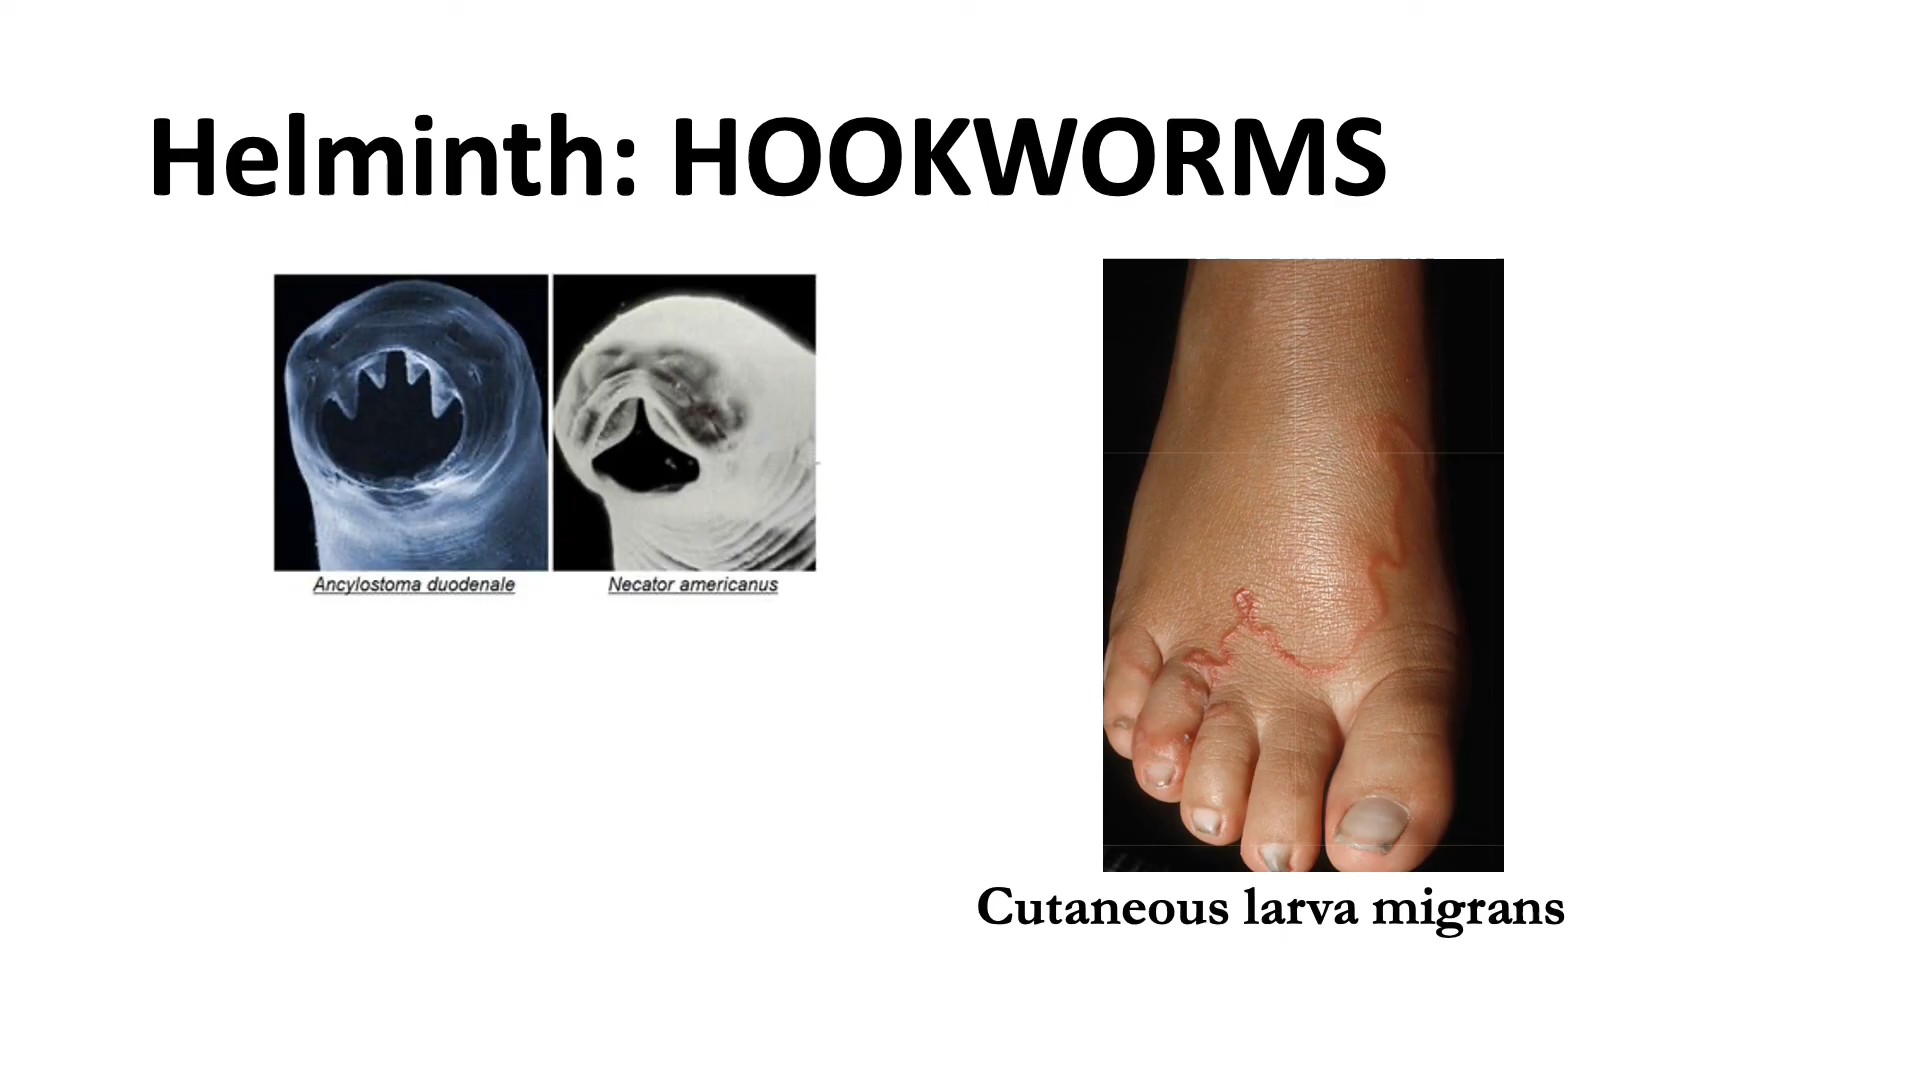 Helminth: HOOKWORMS
Ancylostoma duodenale
Necator americanus
Cutaneous larva migrans